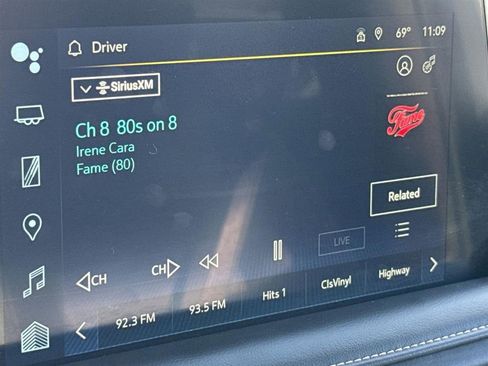 Driver
69° 11:09
SiriusXM
Ch 8 80s on 8
Irene Cara
Fame (80)
Fame
Related
LIVE
CH CH
92.3 FM 93.5 FM Hits 1 ClsVinyl Highway